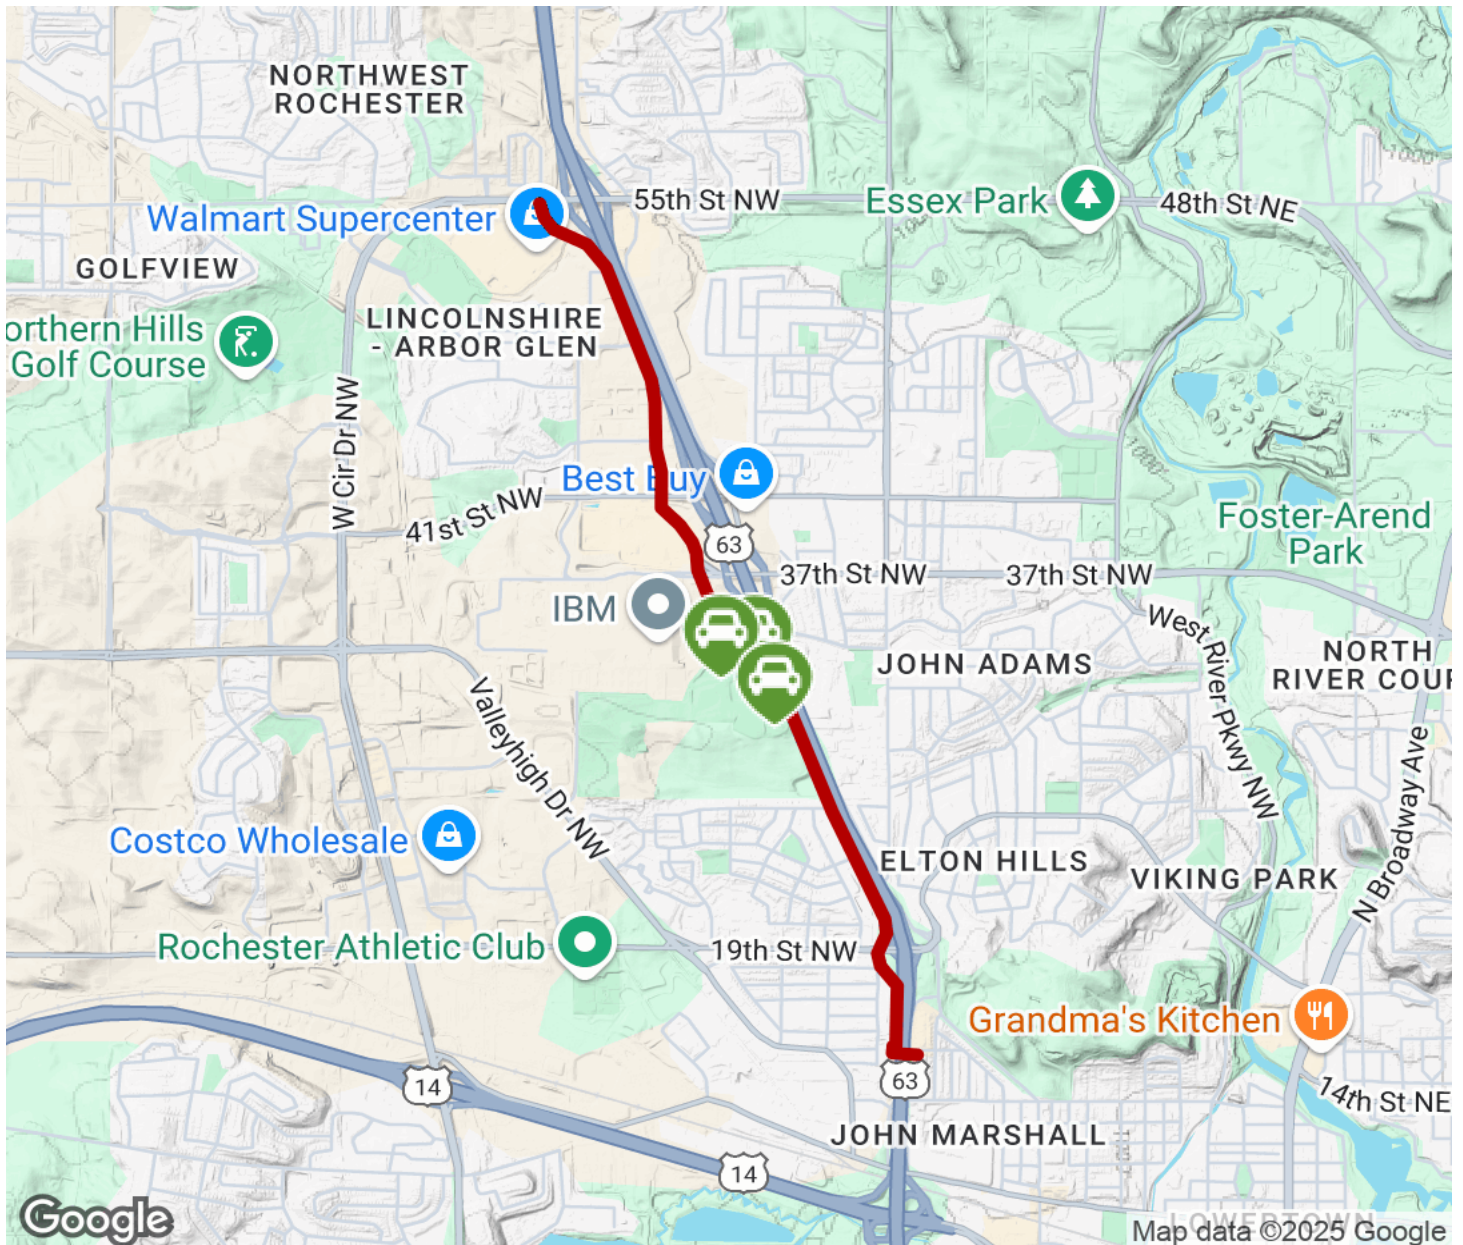 NORTHWEST
ROCHESTER
55th St NW
Essex Park
48th St NE
Walmart Supercenter
GOLFVIEW
LINCOLNSHIRE
- ARBOR GLEN
orthern Hills
Golf Course
W Cir Dr NW
Best Buy
41st St NW
63
Foster-Arend
Park
37th St NW
37th St NW
IBM
West River Pkwy NW
JOHN ADAMS
NORTH
RIVER COUR
Valleyhigh Dr NW
N Broadway Ave
Costco Wholesale
ELTON HILLS
VIKING PARK
Rochester Athletic Club
19th St NW
Grandma's Kitchen
63
14
14th St NE
JOHN MARSHALL
14
LOWERTOWN
Google
Map data ©2025 Google